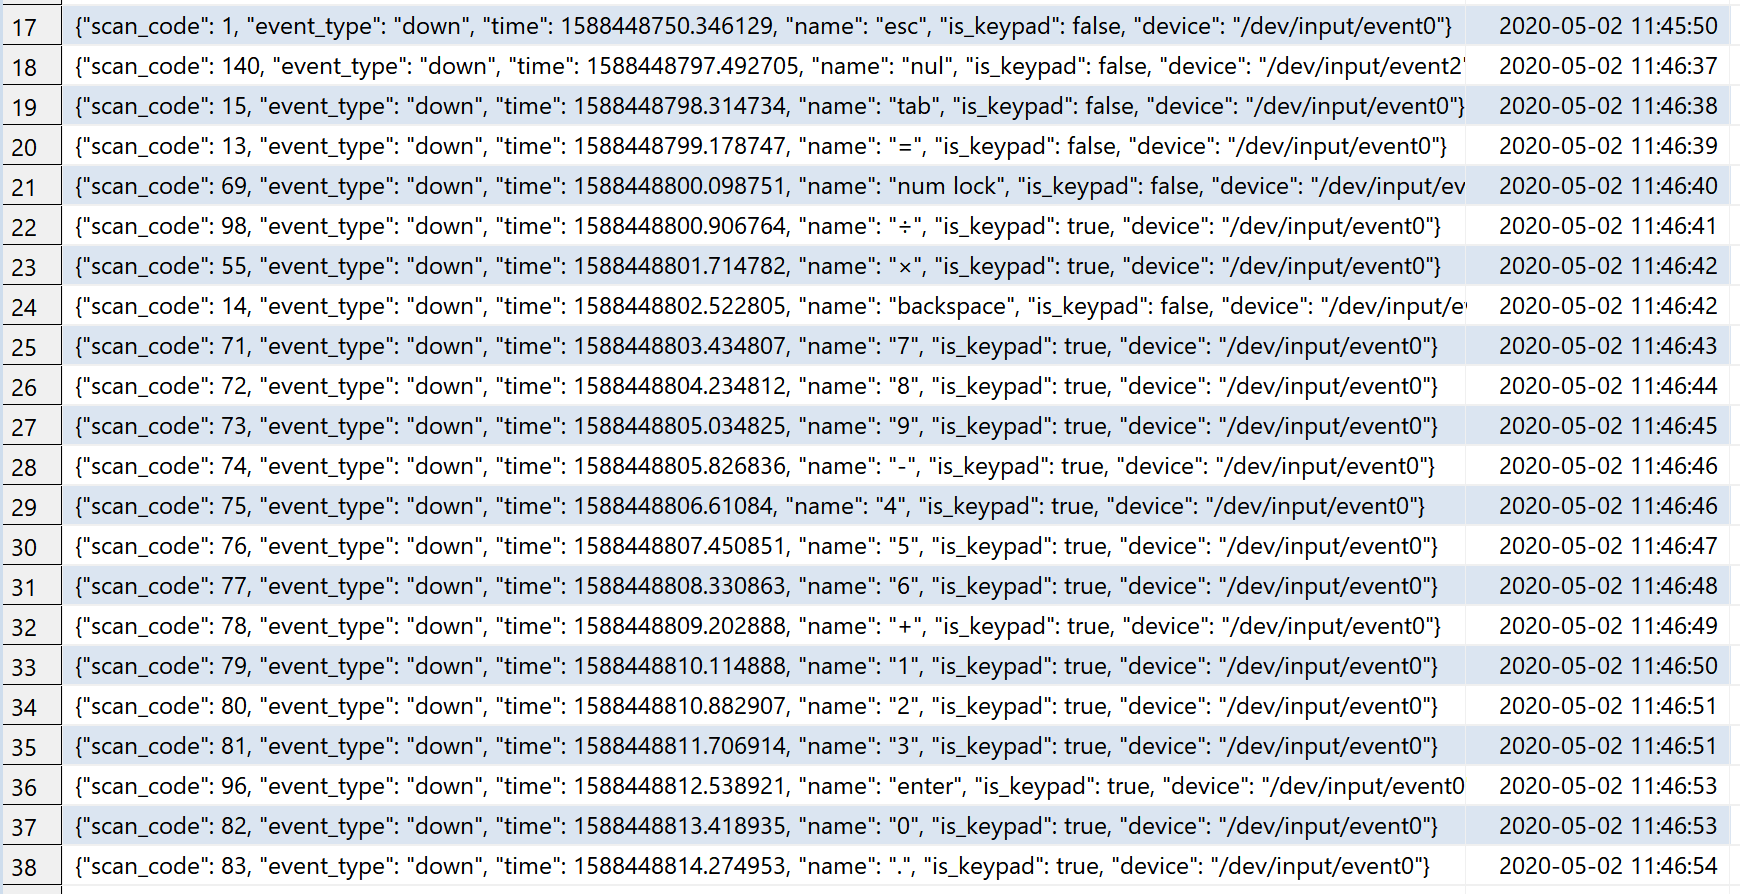 17 {"scan_code": 1, "event_type": "down", "time": 1588448750.346129, "name": "esc", "is_keypad": false, "device": "/dev/input/event0"} 2020-05-02 11:45:50
18 {"scan_code": 140, "event_type": "down", "time": 1588448797.492705, "name": "nul", "is_keypad": false, "device": "/dev/input/event2" 2020-05-02 11:46:37
19 {"scan_code": 15, "event_type": "down", "time": 1588448798.314734, "name": "tab", "is_keypad": false, "device": "/dev/input/event0"} 2020-05-02 11:46:38
20 {"scan_code": 13, "event_type": "down", "time": 1588448799.178747, "name": "=", "is_keypad": false, "device": "/dev/input/event0"} 2020-05-02 11:46:39
21 {"scan_code": 69, "event_type": "down", "time": 1588448800.098751, "name": "num lock", "is_keypad": false, "device": "/dev/input/ev 2020-05-02 11:46:40
22 {"scan_code": 98, "event_type": "down", "time": 1588448800.906764, "name": "÷", "is_keypad": true, "device": "/dev/input/event0"} 2020-05-02 11:46:41
23 {"scan_code": 55, "event_type": "down", "time": 1588448801.714782, "name": "×", "is_keypad": true, "device": "/dev/input/event0"} 2020-05-02 11:46:42
24 {"scan_code": 14, "event_type": "down", "time": 1588448802.522805, "name": "backspace", "is_keypad": false, "device": "/dev/input/e 2020-05-02 11:46:42
25 {"scan_code": 71, "event_type": "down", "time": 1588448803.434807, "name": "7", "is_keypad": true, "device": "/dev/input/event0"} 2020-05-02 11:46:43
26 {"scan_code": 72, "event_type": "down", "time": 1588448804.234812, "name": "8", "is_keypad": true, "device": "/dev/input/event0"} 2020-05-02 11:46:44
27 {"scan_code": 73, "event_type": "down", "time": 1588448805.034825, "name": "9", "is_keypad": true, "device": "/dev/input/event0"} 2020-05-02 11:46:45
28 {"scan_code": 74, "event_type": "down", "time": 1588448805.826836, "name": "-", "is_keypad": true, "device": "/dev/input/event0"} 2020-05-02 11:46:46
29 {"scan_code": 75, "event_type": "down", "time": 1588448806.61084, "name": "4", "is_keypad": true, "device": "/dev/input/event0"} 2020-05-02 11:46:46
30 {"scan_code": 76, "event_type": "down", "time": 1588448807.450851, "name": "5", "is_keypad": true, "device": "/dev/input/event0"} 2020-05-02 11:46:47
31 {"scan_code": 77, "event_type": "down", "time": 1588448808.330863, "name": "6", "is_keypad": true, "device": "/dev/input/event0"} 2020-05-02 11:46:48
32 {"scan_code": 78, "event_type": "down", "time": 1588448809.202888, "name": "+", "is_keypad": true, "device": "/dev/input/event0"} 2020-05-02 11:46:49
33 {"scan_code": 79, "event_type": "down", "time": 1588448810.114888, "name": "1", "is_keypad": true, "device": "/dev/input/event0"} 2020-05-02 11:46:50
34 {"scan_code": 80, "event_type": "down", "time": 1588448810.882907, "name": "2", "is_keypad": true, "device": "/dev/input/event0"} 2020-05-02 11:46:51
35 {"scan_code": 81, "event_type": "down", "time": 1588448811.706914, "name": "3", "is_keypad": true, "device": "/dev/input/event0"} 2020-05-02 11:46:51
36 {"scan_code": 96, "event_type": "down", "time": 1588448812.538921, "name": "enter", "is_keypad": true, "device": "/dev/input/event0 2020-05-02 11:46:53
37 {"scan_code": 82, "event_type": "down", "time": 1588448813.418935, "name": "0", "is_keypad": true, "device": "/dev/input/event0"} 2020-05-02 11:46:53
38 {"scan_code": 83, "event_type": "down", "time": 1588448814.274953, "name": ".", "is_keypad": true, "device": "/dev/input/event0"} 2020-05-02 11:46:54